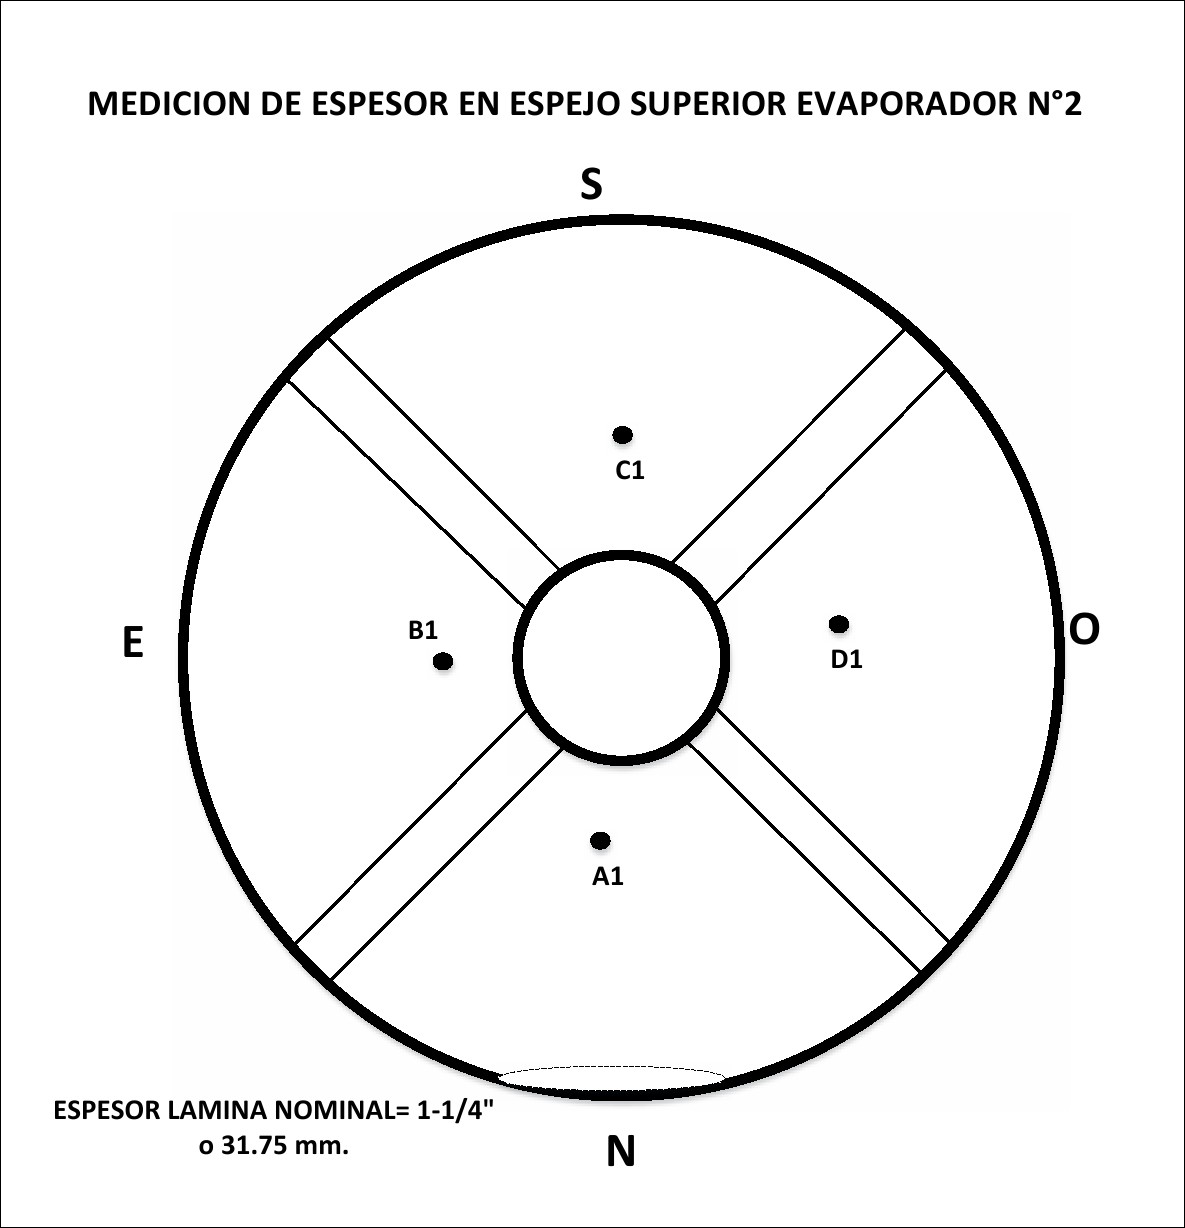 MEDICION DE ESPESOR EN ESPEJO SUPERIOR EVAPORADOR N°2
S
C1
E
B1
D1
O
A1
ESPESOR LAMINA NOMINAL= 1-1/4"
o 31.75 mm.
N